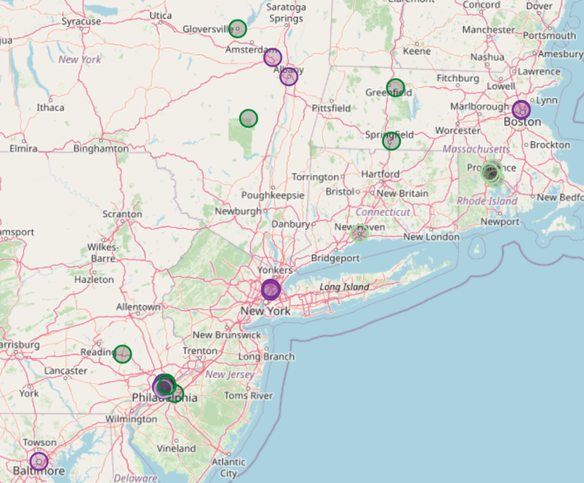 Saratoga
Springs
Concord
Dover
Utica
Syracuse
Gloversville
Manchester
Portsmouth
Amsterdam
Keene
Nashua
Amesbury
New York
Albany
Fitchburg
Lawrence
Lowell
Greenfield
Marlborough
Lynn
Ithaca
Pittsfield
Boston
Worcester
Springfield
Elmira
Binghamton
Massachusetts
Brockton
Torrington
Hartford
Bristol
New Britain
Rhode Island
New Bedfo
Poughkeepsie
Newburgh
Danbury
Connecticut
New Haven
New London
Newport
Scranton
Wilkes-
Barre
Bridgeport
Hazleton
Yonkers
Long Island
Allentown
New York
New Brunswick
Reading
Trenton
Long Branch
Lancaster
New Jersey
York
Philadelphia
Toms River
Wilmington
Towson
Vineland
Baltimore
Atlantic
City
Delaware